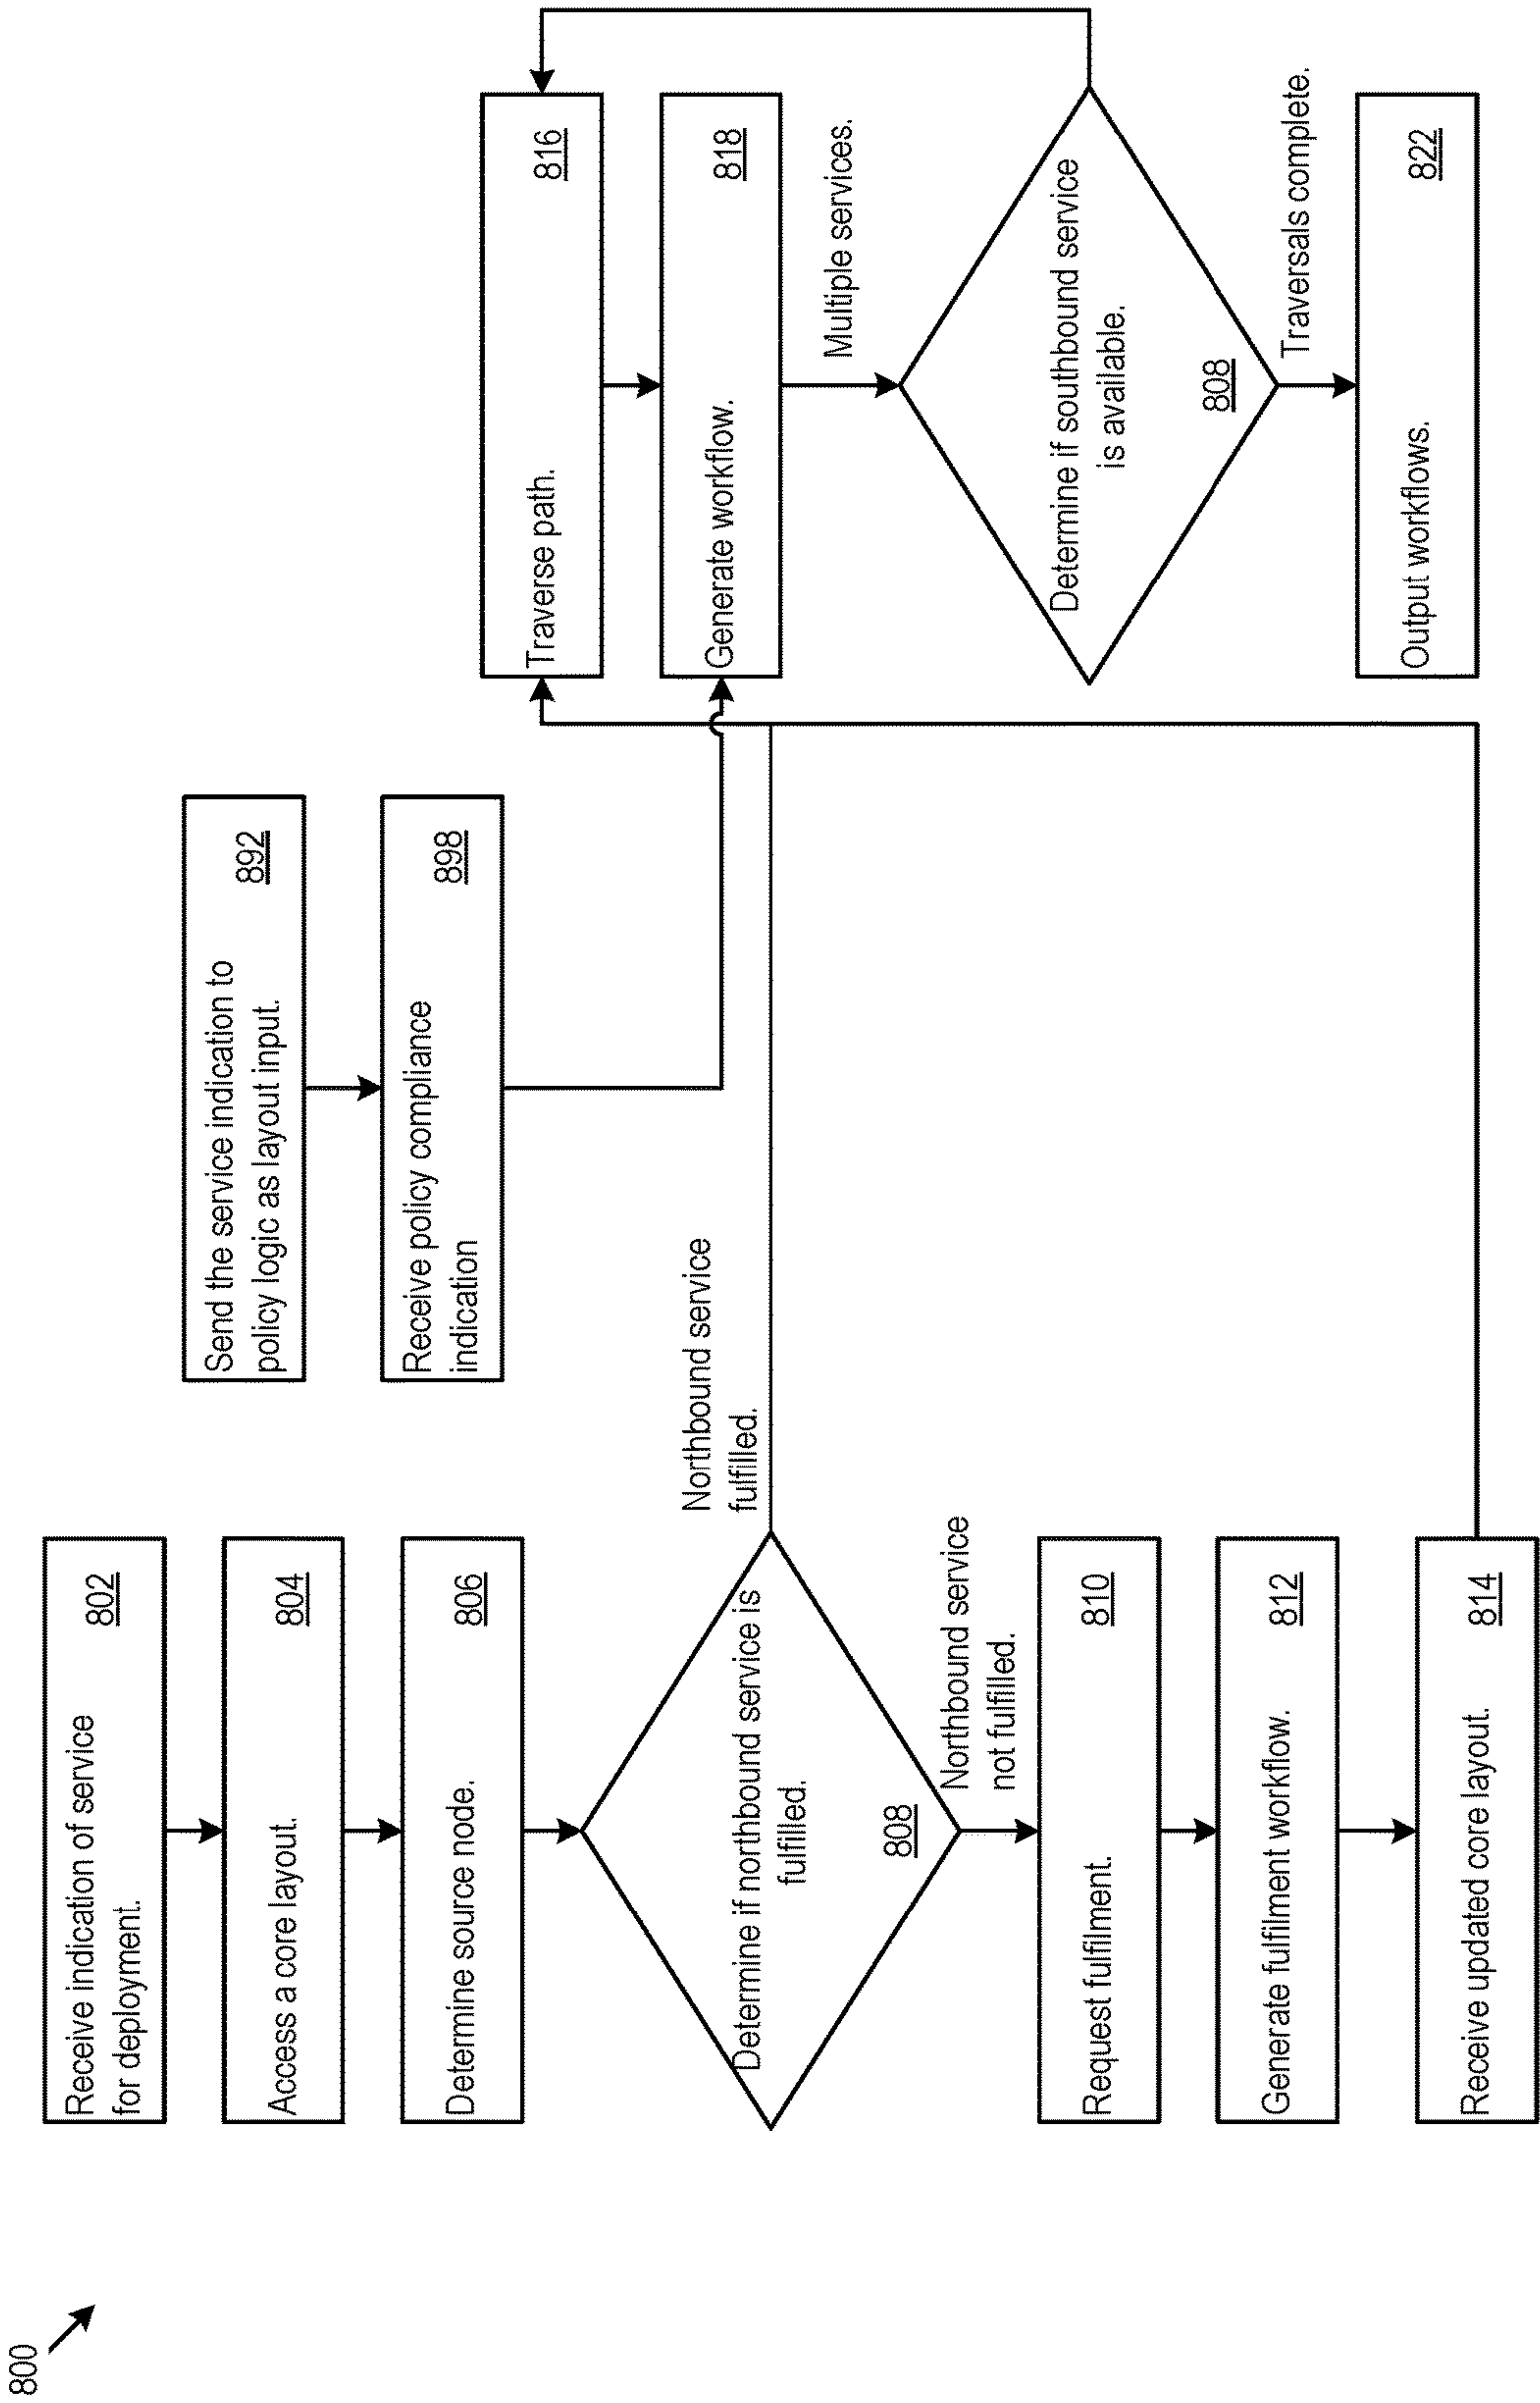 800
Receive indication of service
for deployment.
802
Access a core layout.
804
Determine source node.
806
Determine if northbound service is
fulfilled.
808
Northbound service
fulfilled.
Northbound service
not fulfilled.
Request fulfilment.
810
Generate fulfilment workflow.
812
Receive updated core layout.
814
Send the service indication to
policy logic as layout input.
892
Receive policy compliance
indication
898
Traverse path.
816
Generate workflow.
818
Multiple services.
Determine if southbound service
is available.
808
Traversals complete.
Output workflows.
822